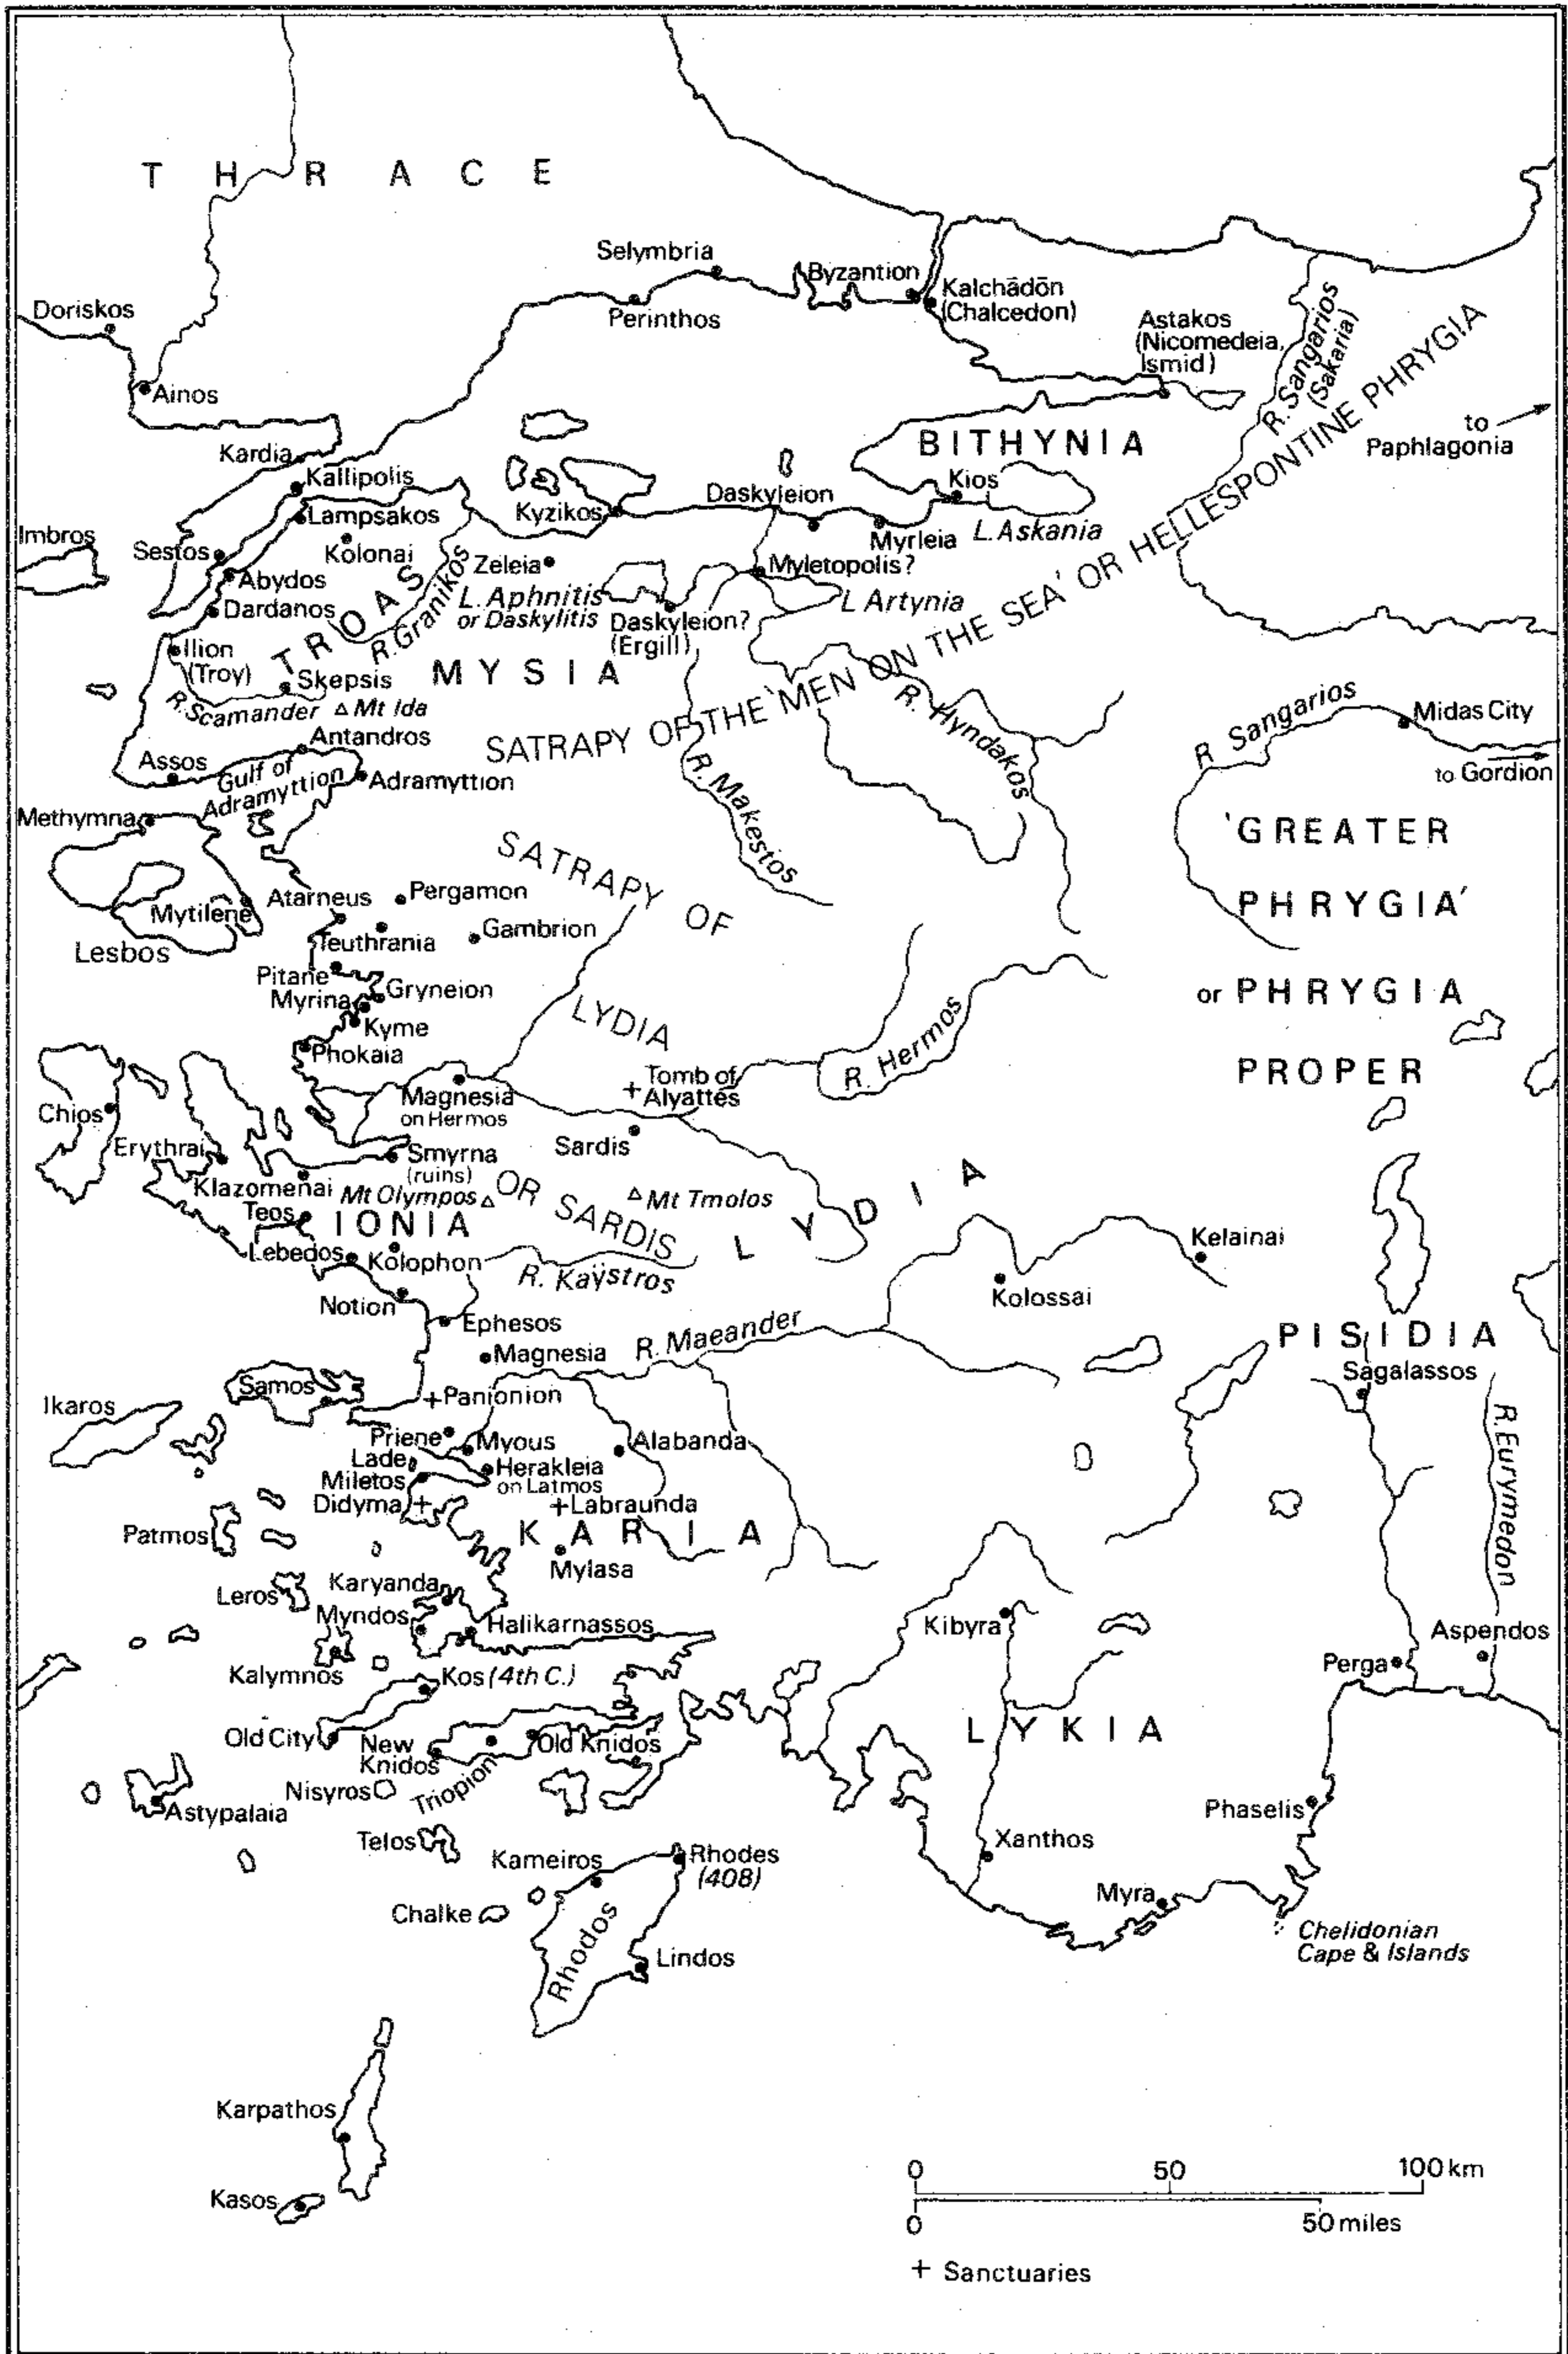 THRACE
Selymbria
Byzantion
Kalchādōn
(Chalcedon)
Perinthos
Doriskos
Astakos
(Nicomedeia,
Ismid)
R. Sangarios
(Sakaria)
Ainos
to
Paphlagonia
BITHYNIA
Kardia
Kallipolis
Kios
Daskyleion
Lampsakos
Kyzikos
Myrleia
L. Askania
Imbros
Sestos
Kolonai
Zeleia
Myletopolis?
Abydos
L. Aphnitis
or Daskylitis
L Artynia
Dardanos
Daskyleion?
(Ergill)
TROAS
R. Granikos
Ilion
(Troy)
MYSIA
Skepsis
R. Scamander
Mt Ida
SATRAPY OF THE 'MEN ON THE SEA' OR HELLESPONTINE PHRYGIA
R. Hyndakos
R. Sangarios
Midas City
Antandros
Assos
Gulf of
Adramyttion
Adramyttion
to Gordion
R. Makestos
Methymna
'GREATER
PHRYGIA'
or PHRYGIA
PROPER
SATRAPY OF
LYDIA
OR SARDIS
Atarneus
Pergamon
Mytilene
Teuthrania
Gambrion
Lesbos
Pitane
Gryneion
Myrina
Kyme
Phokaia
R. Hermos
Tomb of
Alyattes
Magnesia
on Hermos
Chios
Sardis
Erythrai
Smyrna
(ruins)
Klazomenai
Mt Olympos
Mt Tmolos
LYDIA
Teos
IONIA
Kelainai
Lebedos
Kolophon
R. Kaÿstros
Kolossai
Notion
Ephesos
R. Maeander
PISIDIA
Magnesia
Sagalassos
Samos
Panionion
Ikaros
R. Eurymedon
Priene
Myous
Alabanda
Lade
Herakleia
on Latmos
Miletos
Didyma
Labraunda
Patmos
KARIA
Mylasa
Leros
Karyanda
Myndos
Halikarnassos
Kibyra
Aspendos
Perga
Kalymnos
Kos (4th C.)
Old City
New
Knidos
Old Knidos
LYKIA
Triopion
Nisyros
Astypalaia
Phaselis
Telos
Xanthos
Kameiros
Rhodes
(408)
Chalke
Myra
Rhodos
Chelidonian
Cape & Islands
Lindos
Karpathos
Kasos
0 50 100 km
0 50 miles
+ Sanctuaries